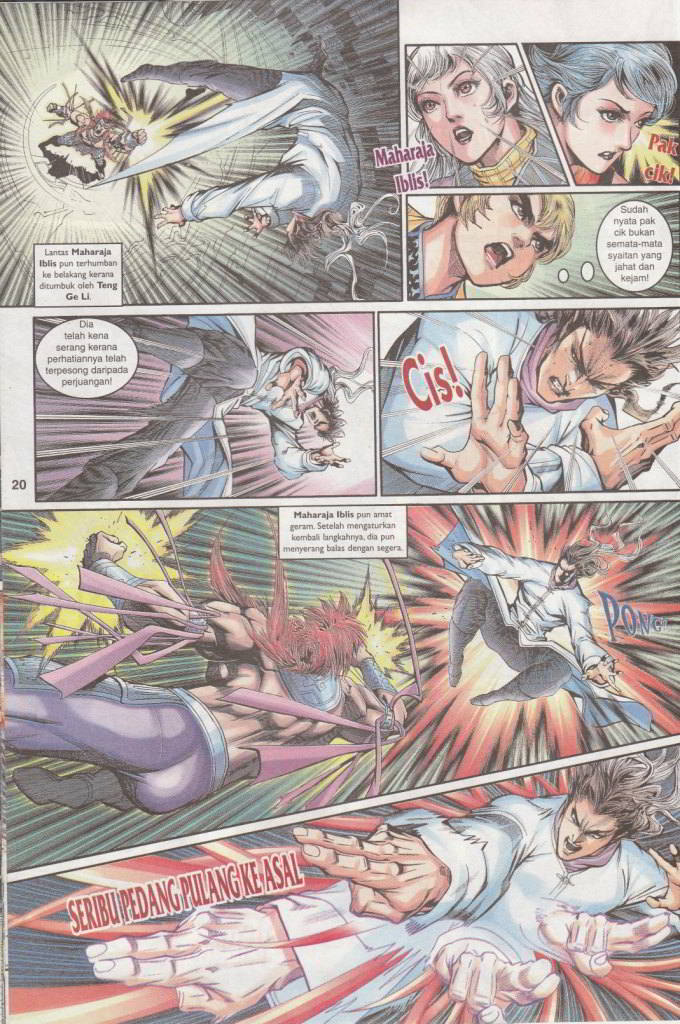 Lantas Maharaja
Iblis pun terhumban
ke belakang kerana
ditumbuk oleh Teng
Ge Li.
Maharaja
Iblis!
Pak
cik!
Sudah
nyata pak
cik bukan
semata-mata
syaitan yang
jahat dan
kejam!
Dia
telah kena
serang kerana
perhatiannya telah
terpesong daripada
perjuangan!
Cis!
20
Maharaja Iblis pun amat
geram. Setelah mengaturkan
kembali langkahnya, dia pun
menyerang balas dengan segera.
PONG!
SERIBU PEDANG PULANG KE ASAL